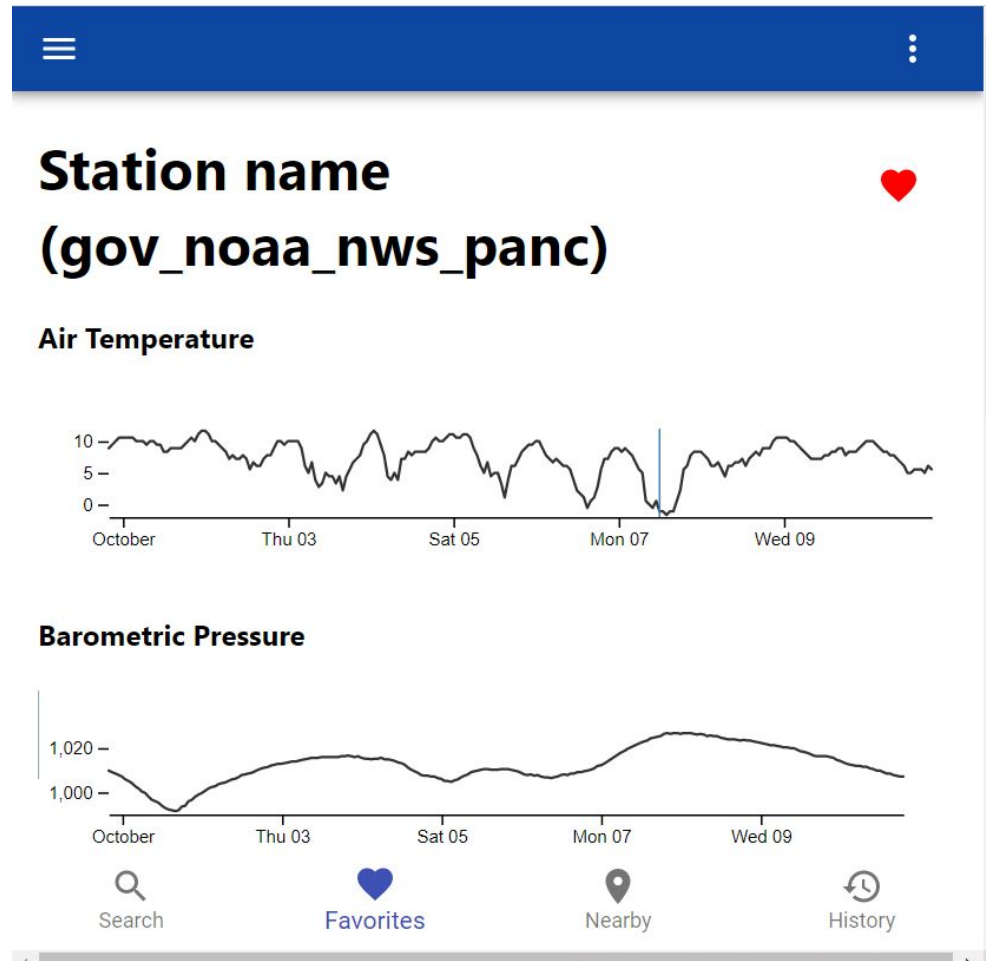 Station name
(gov_noaa_nws_panc)
Air Temperature
10
5
0
October Thu 03 Sat 05 Mon 07 Wed 09
Barometric Pressure
1,020
1,000
October Thu 03 Sat 05 Mon 07 Wed 09
Search Favorites Nearby History